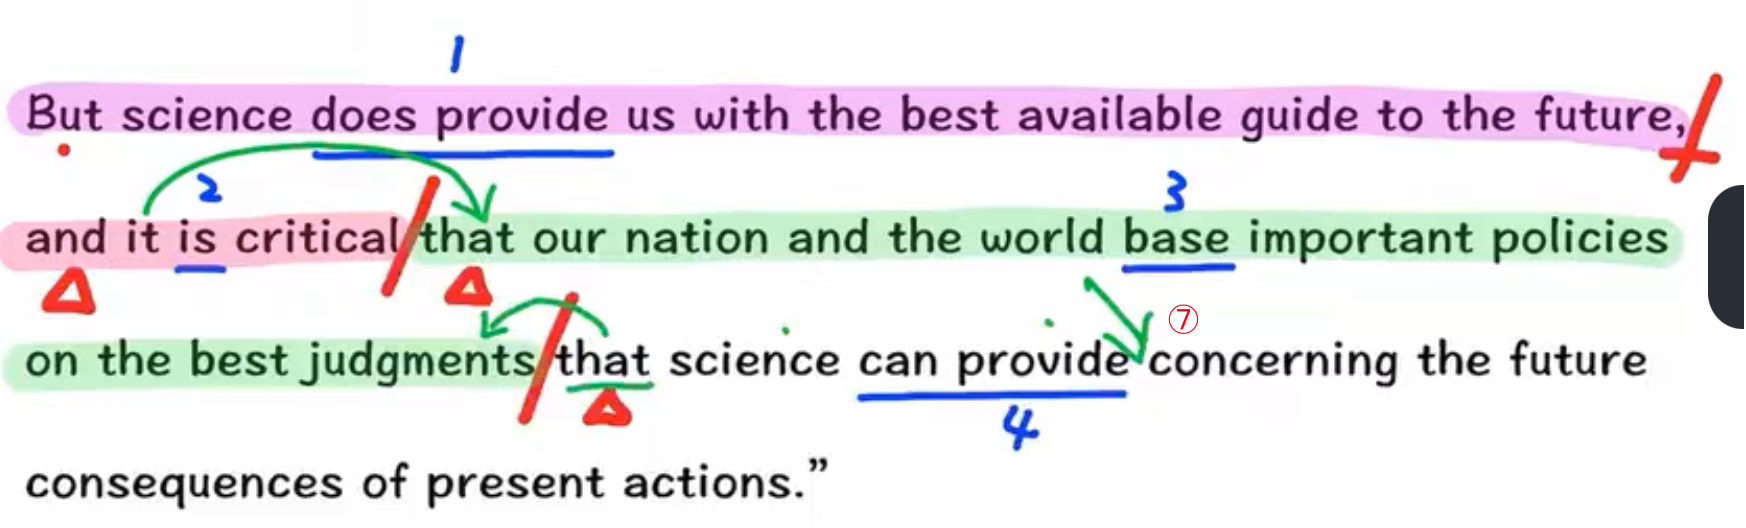 1
But science does provide us with the best available guide to the future,
2 3
and it is critical that our nation and the world base important policies
⑦
on the best judgments that science can provide concerning the future
4
consequences of present actions.”